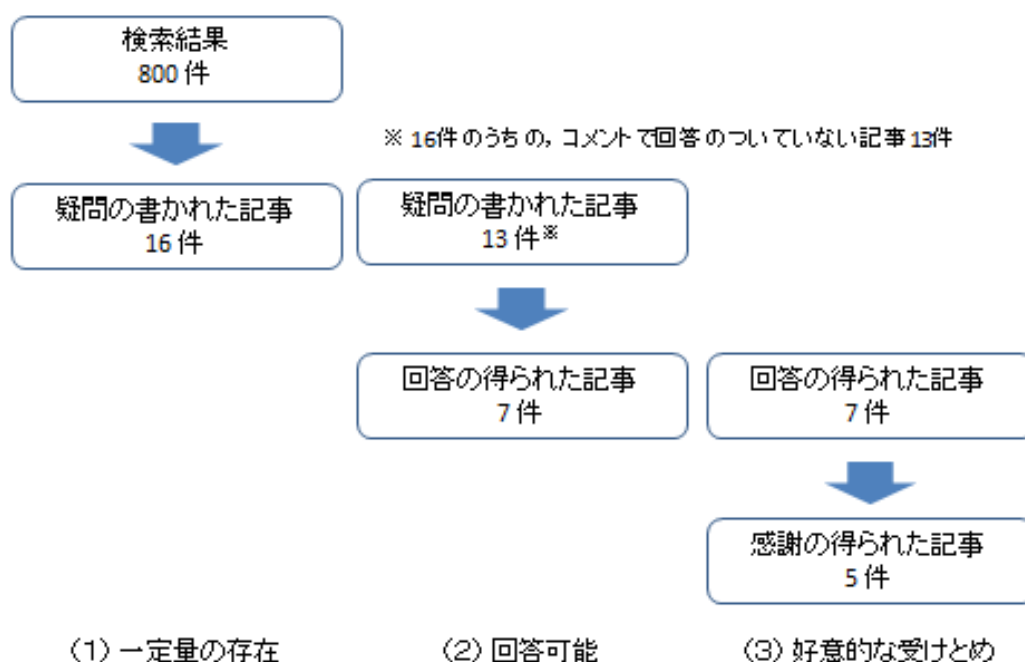 検索結果
800 件
※ 16件のうちの, コメントで回答のついていない記事13件
疑問の書かれた記事
16 件
疑問の書かれた記事
13 件※
回答の得られた記事
7 件
回答の得られた記事
7 件
感謝の得られた記事
5 件
(1) 一定量の存在
(2) 回答可能
(3) 好意的な受けとめ